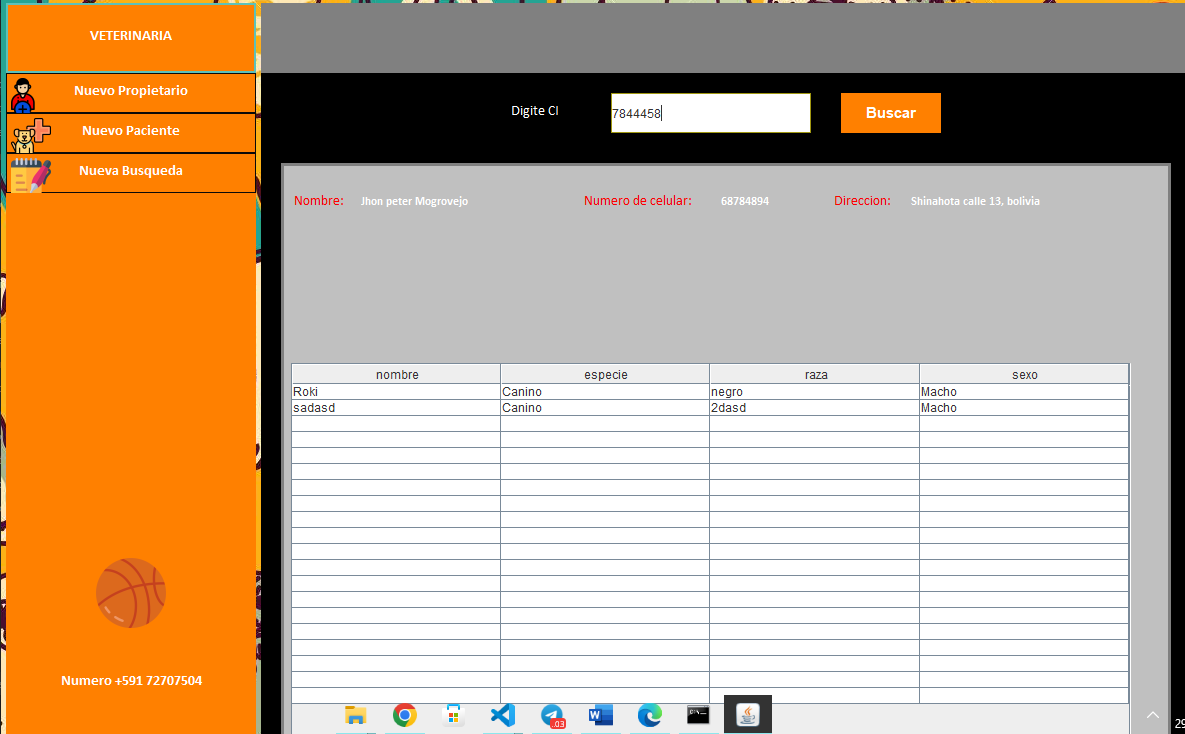 VETERINARIA
Nuevo Propietario
Nuevo Paciente
Nueva Busqueda
Numero +591 72707504
Digite CI 7844458 Buscar
Nombre: Jhon peter Mogrovejo Numero de celular: 68784894 Direccion: Shinahota calle 13, bolivia
nombre especie raza sexo
Roki Canino negro Macho
sadasd Canino 2dasd Macho
.03
29